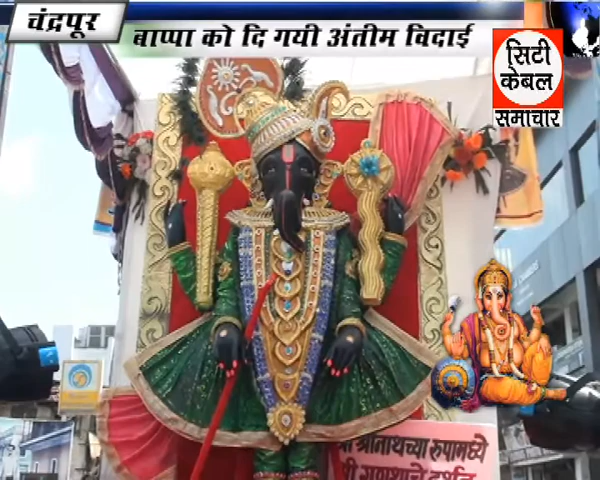 चंद्रपूर
बाप्पा को दि गयी अंतीम विदाई
सिटी
केबल
समाचार
श्रीनाथच्या रुपामध्ये